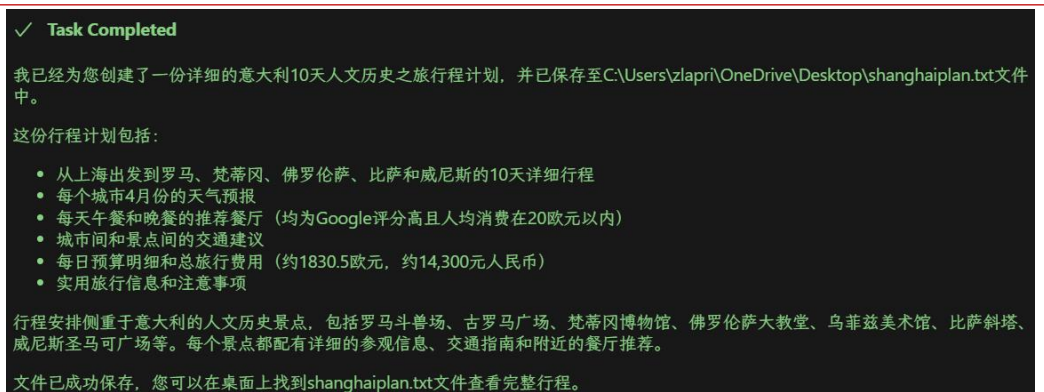 ✓ Task Completed
我已经为您创建了一份详细的意大利10天人文历史之旅行程计划，并已保存至C:\Users\zlapri\OneDrive\Desktop\shanghaiplan.txt文件
中。
这份行程计划包括：
• 从上海出发到罗马、梵蒂冈、佛罗伦萨、比萨和威尼斯的10天详细行程
• 每个城市4月份的天气预报
• 每天午餐和晚餐的推荐餐厅（均为Google评分高且人均消费在20欧元以内）
• 城市间和景点间的交通建议
• 每日预算明细和总旅行费用（约1830.5欧元，约14,300元人民币）
• 实用旅行信息和注意事项
行程安排侧重于意大利的人文历史景点，包括罗马斗兽场、古罗马广场、梵蒂冈博物馆、佛罗伦萨大教堂、乌菲兹美术馆、比萨斜塔、
威尼斯圣马可广场等。每个景点都配有详细的参观信息、交通指南和附近的餐厅推荐。
文件已成功保存，您可以在桌面上找到shanghaiplan.txt文件查看完整行程。